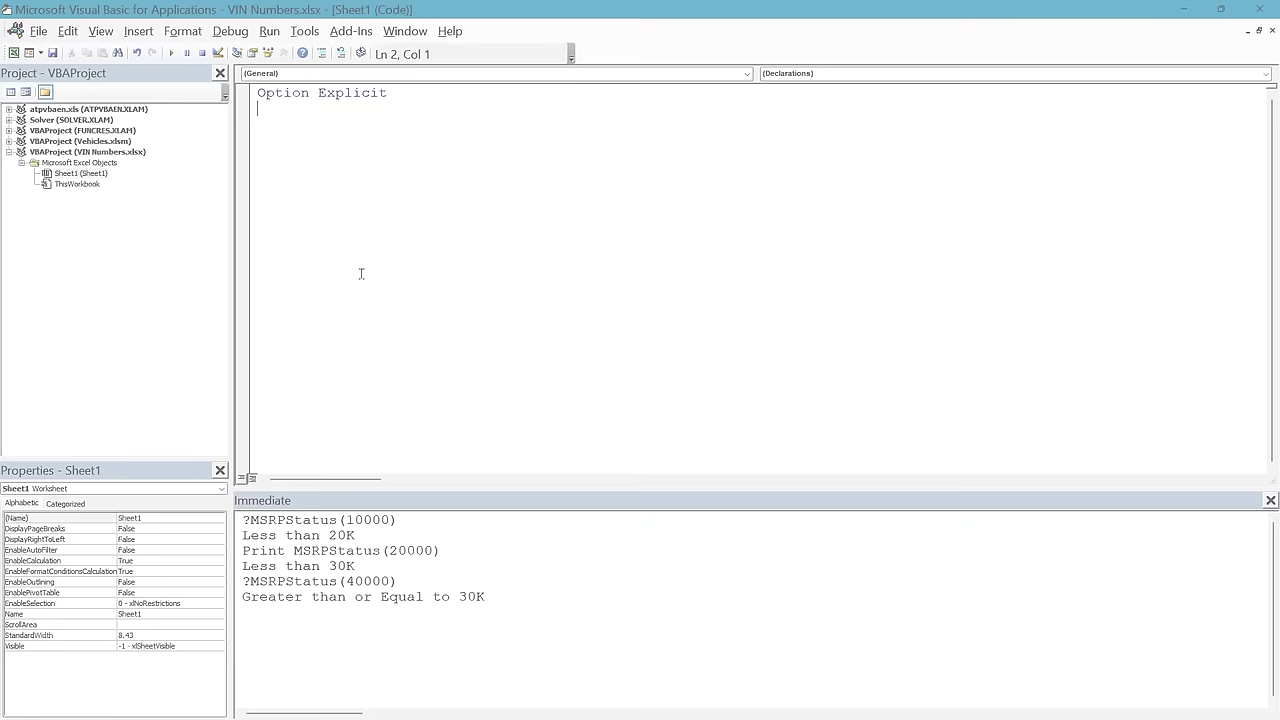 Microsoft Visual Basic for Applications - VIN Numbers.xlsx - [Sheet1 (Code)]
File Edit View Insert Format Debug Run Tools Add-Ins Window Help
Ln 2, Col 1
Project - VBAProject
(General)
(Declarations)
atpvbaen.xls (ATPVBAEN.XLAM)
Solver (SOLVER.XLAM)
VBAProject (FUNCRES.XLAM)
VBAProject (Vehicles.xlsm)
VBAProject (VIN Numbers.xlsx)
Microsoft Excel Objects
Sheet1 (Sheet1)
ThisWorkbook
Option Explicit
Properties - Sheet1
Sheet1 Worksheet
Alphabetic Categorized
(Name) Sheet1
DisplayPageBreaks False
DisplayRightToLeft False
EnableAutoFilter False
EnableCalculation True
EnableFormatConditionsCalculation True
EnableOutlining False
EnablePivotTable False
EnableSelection 0 - xlNoRestrictions
Name Sheet1
ScrollArea
StandardWidth 8.43
Visible -1 - xlSheetVisible
Immediate
?MSRPStatus(10000)
Less than 20K
Print MSRPStatus(20000)
Less than 30K
?MSRPStatus(40000)
Greater than or Equal to 30K